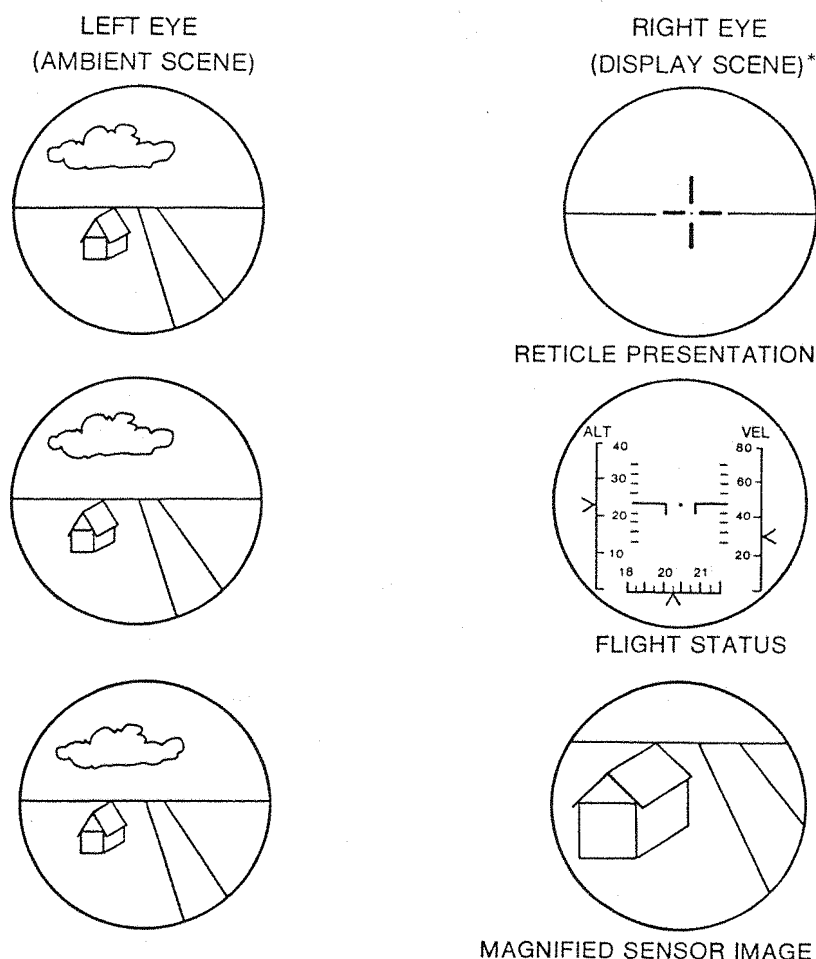 LEFT EYE
(AMBIENT SCENE)
RIGHT EYE
(DISPLAY SCENE)*
RETICLE PRESENTATION
ALT
VEL
40
30
20
10
80
60
40
20
18 20 21
FLIGHT STATUS
MAGNIFIED SENSOR IMAGE